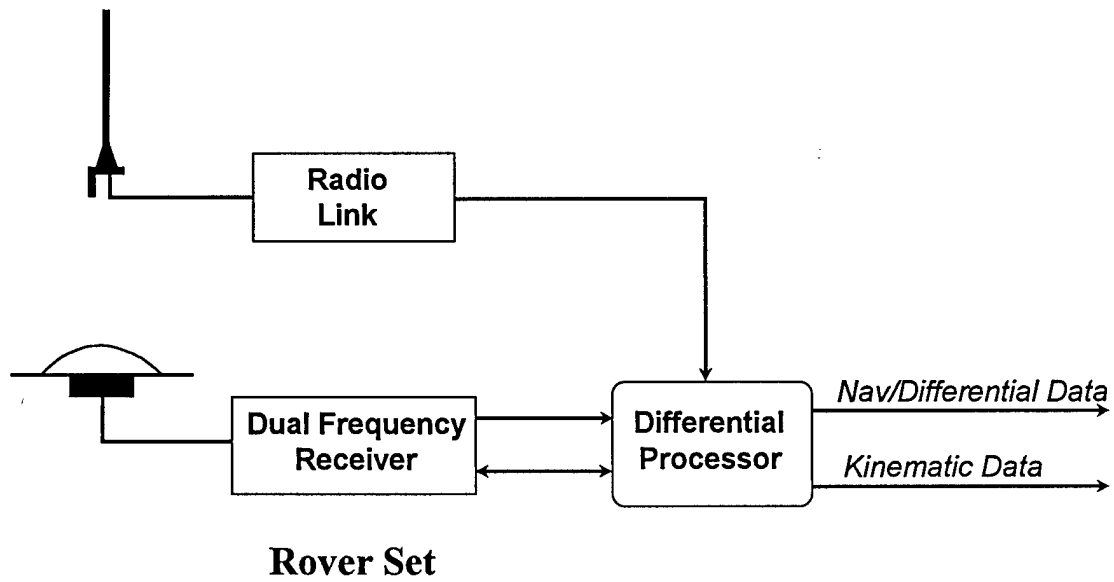 Radio
Link
Nav/Differential Data
Dual Frequency
Receiver
Differential
Processor
Kinematic Data
Rover Set